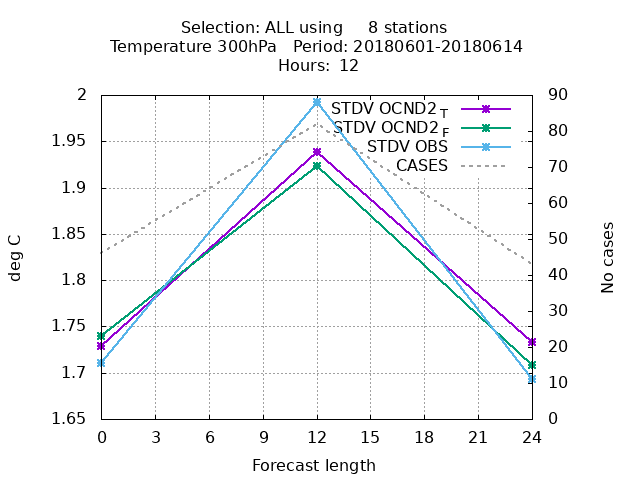 Selection: ALL using     8 stations
Temperature 300hPa   Period: 20180601-20180614
Hours:  12
STDV OCND2 T
STDV OCND2 F
STDV OBS
CASES
2
1.95
1.9
1.85
1.8
1.75
1.7
1.65
deg C
90
80
70
60
50
40
30
20
10
0
No cases
0 3 6 9 12 15 18 21 24
Forecast length